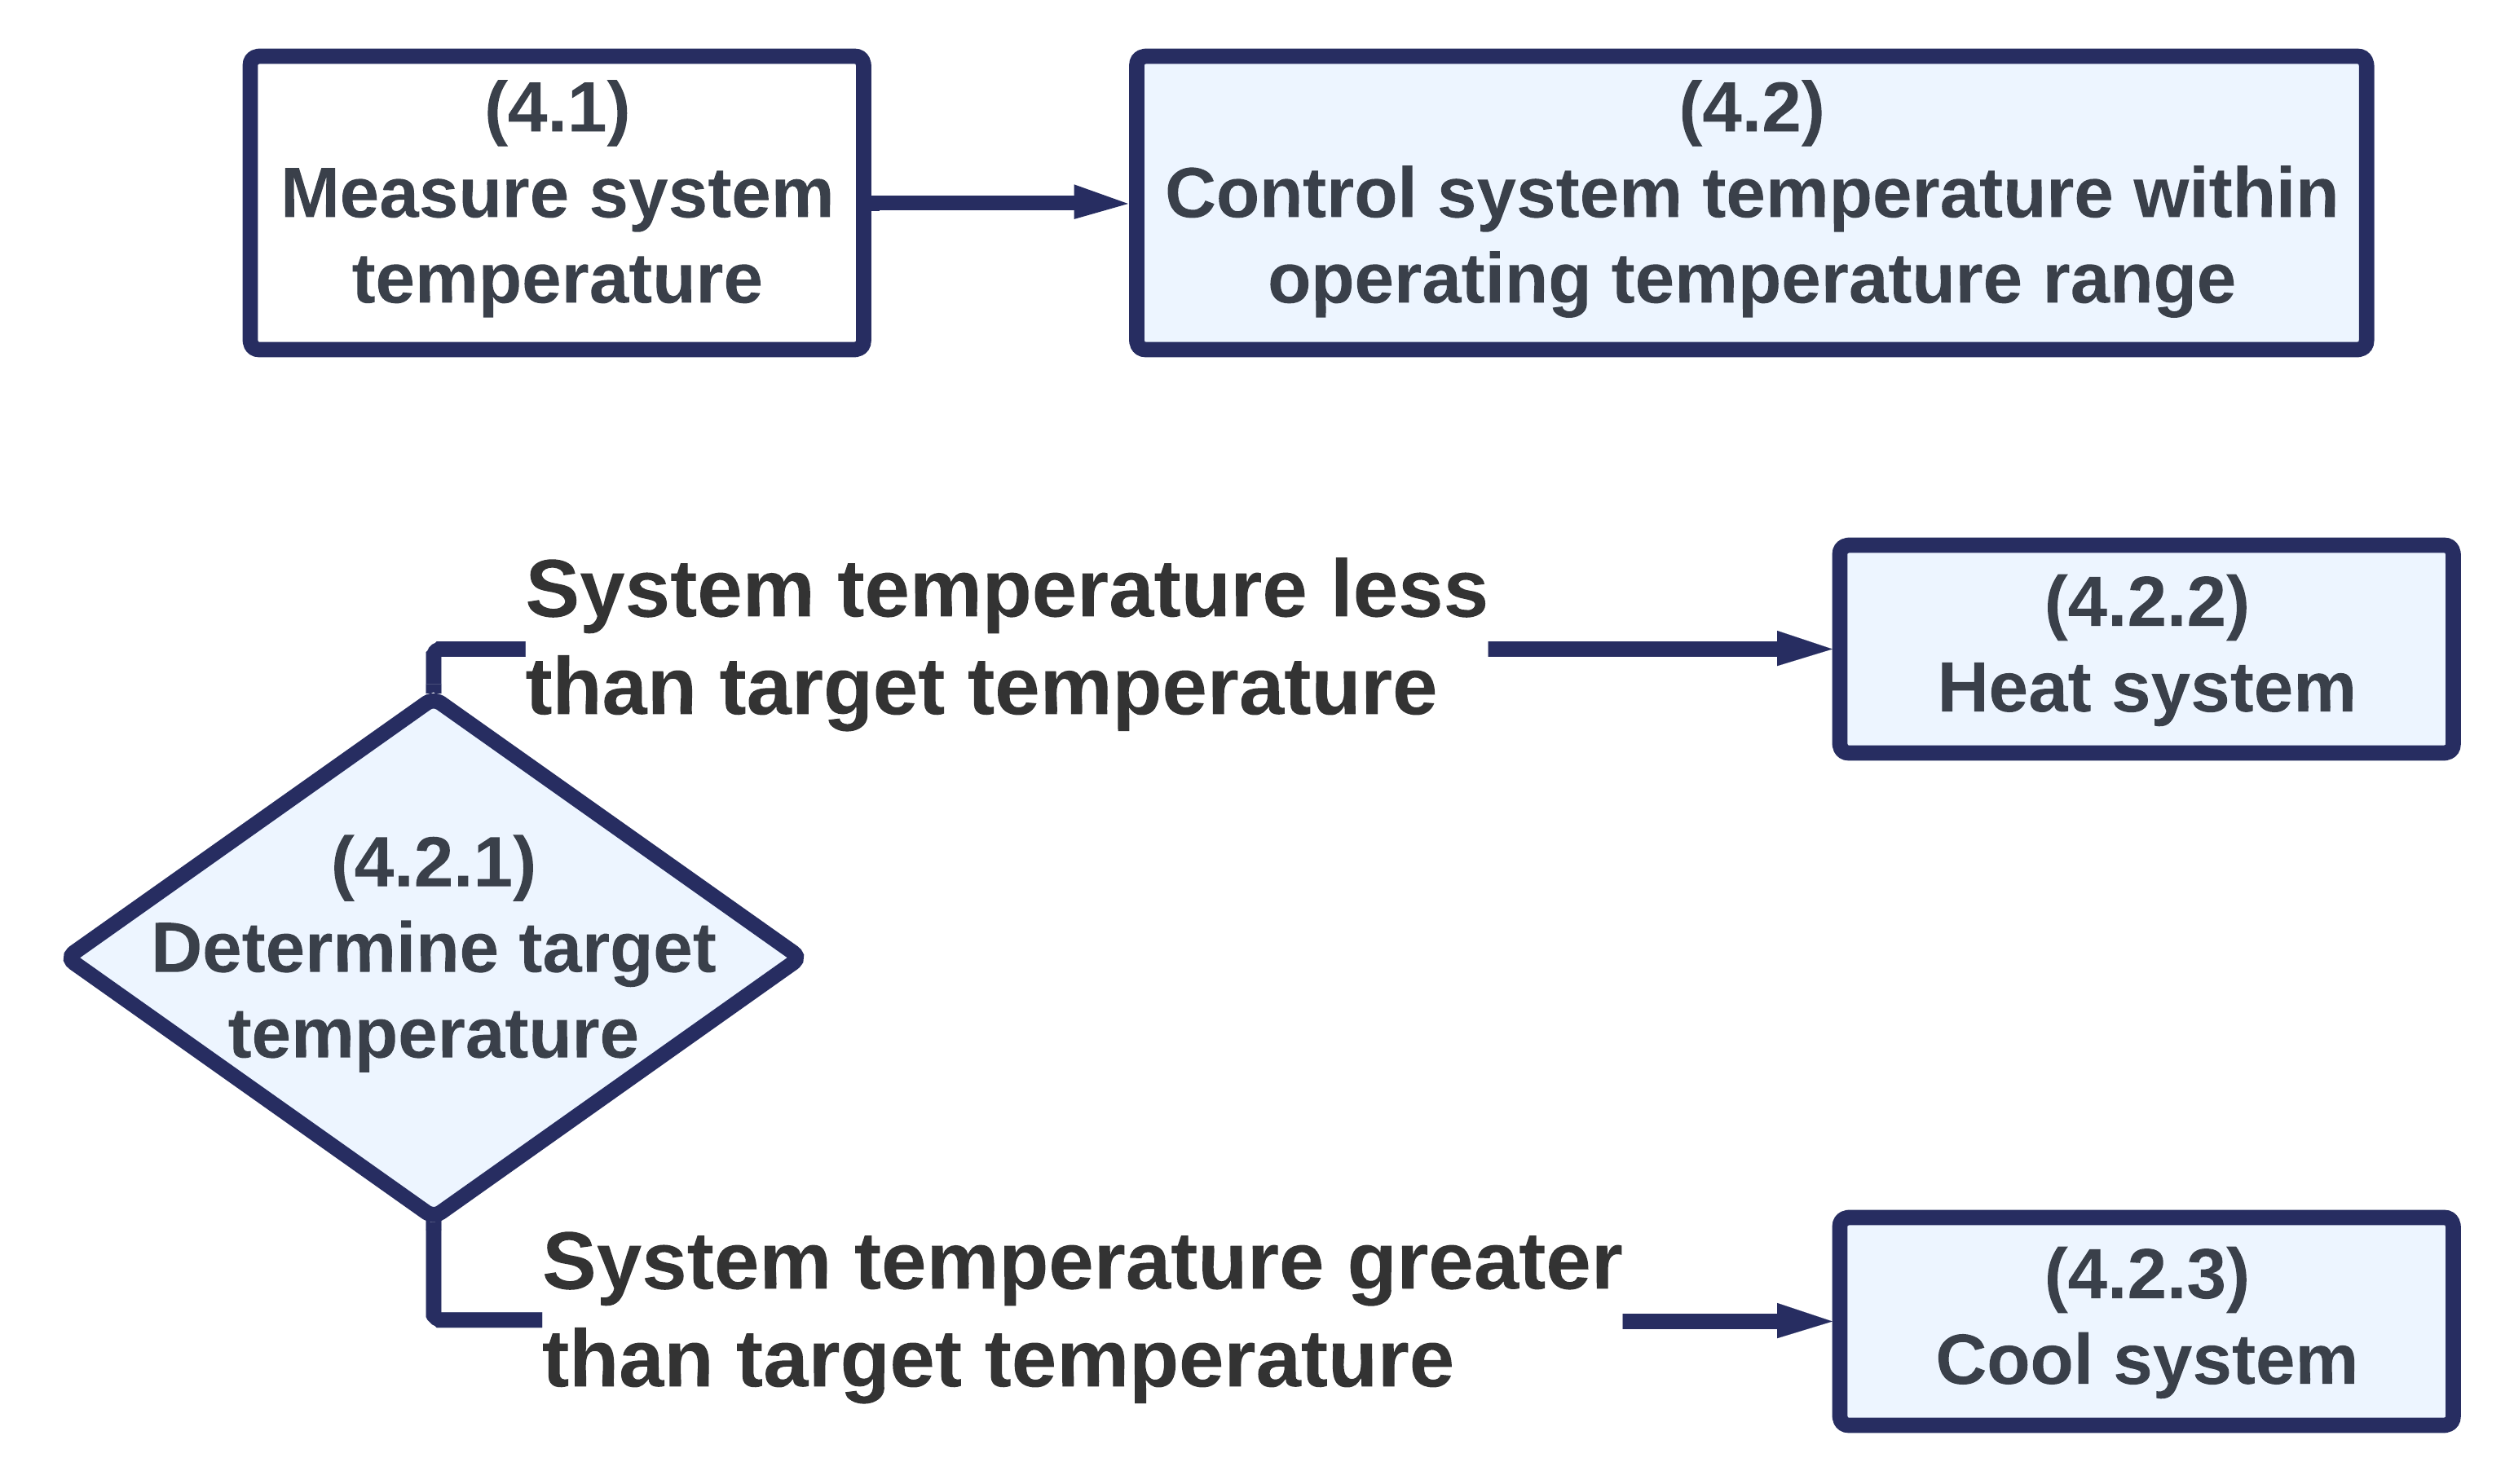 (4.1)
Measure system
temperature
(4.2)
Control system temperature within
operating temperature range
System temperature less
than target temperature
(4.2.2)
Heat system
(4.2.1)
Determine target
temperature
System temperature greater
than target temperature
(4.2.3)
Cool system